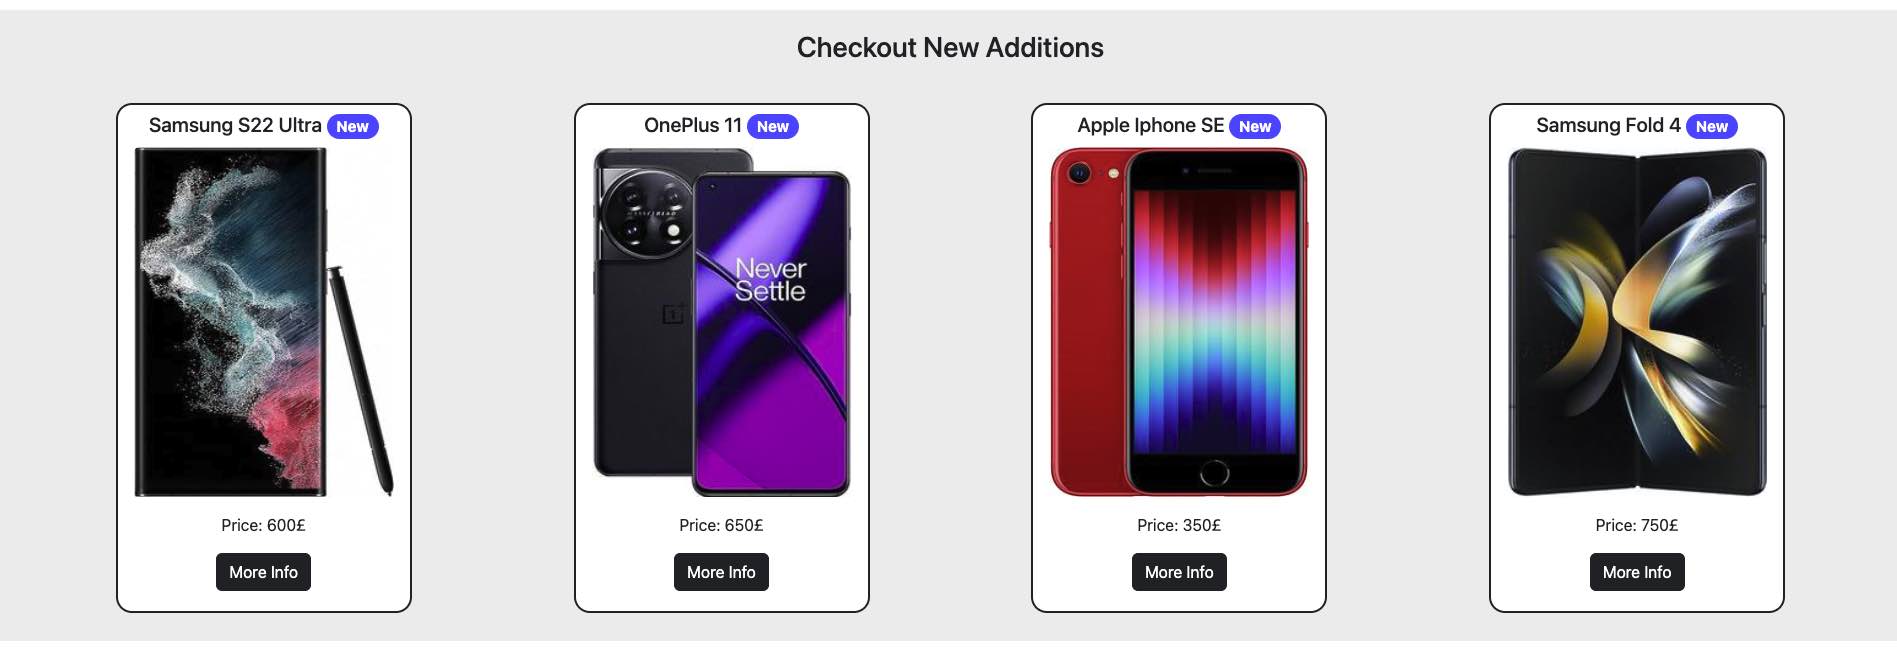 Checkout New Additions
Samsung S22 Ultra New
Price: 600£
More Info
OnePlus 11 New
HASSELBLAD
Never
Settle
Price: 650£
More Info
Apple Iphone SE New
Price: 350£
More Info
Samsung Fold 4 New
Price: 750£
More Info